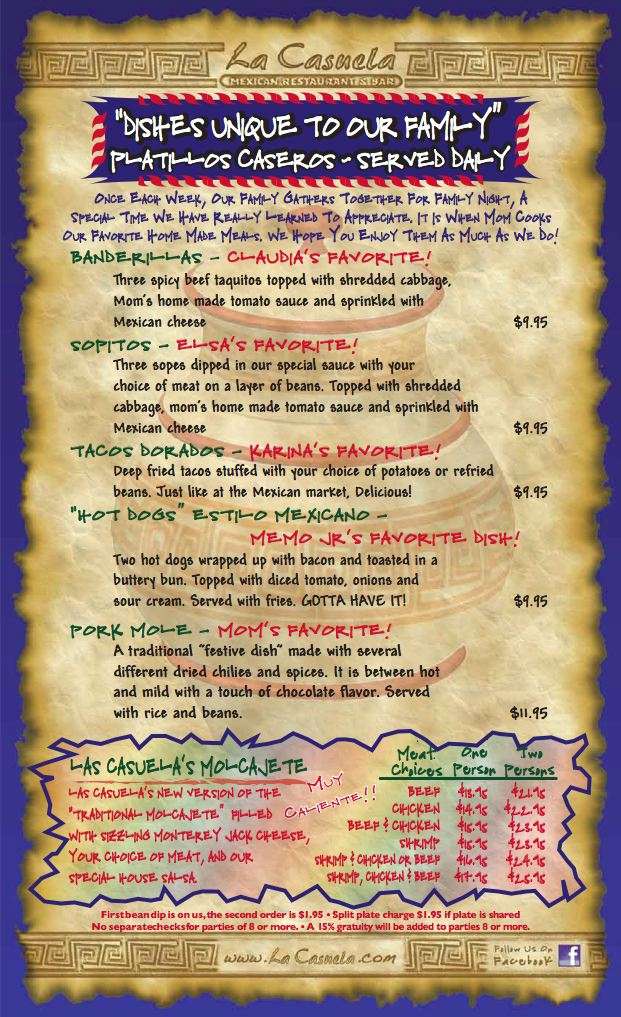 La Casuela
MEXICAN RESTAURANTS & BAR
"DISHES UNIQUE TO OUR FAMILY"
PLATILLOS CASEROS - SERVED DAILY
ONCE EACH WEEK, OUR FAMILY GATHERS TOGETHER FOR FAMILY NIGHT, A
SPECIAL TIME WE HAVE REALLY LEARNED TO APPRECIATE. IT IS WHEN MOM COOKS
OUR FAVORITE HOME MADE MEALS. WE HOPE YOU ENJOY THEM AS MUCH AS WE DO!
BANDERILLAS - CLAUDIA'S FAVORITE!
Three spicy beef taquitos topped with shredded cabbage,
Mom's home made tomato sauce and sprinkled with
Mexican cheese $9.95
SOPITOS - ELSA'S FAVORITE!
Three sopes dipped in our special sauce with your
choice of meat on a layer of beans. Topped with shredded
cabbage, mom's home made tomato sauce and sprinkled with
Mexican cheese $9.95
TACOS DORADOS - KARINA'S FAVORITE!
Deep fried tacos stuffed with your choice of potatoes or refried
beans. Just like at the Mexican market, Delicious! $9.95
"HOT DOGS" ESTILO MEXICANO -
MEMO JR'S FAVORITE DISH!
Two hot dogs wrapped up with bacon and toasted in a
buttery bun. Topped with diced tomato, onions and
sour cream. Served with fries. GOTTA HAVE IT! $9.95
PORK MOLE - MOM'S FAVORITE!
A traditional "festive dish" made with several
different dried chilies and spices. It is between hot
and mild with a touch of chocolate flavor. Served
with rice and beans. $11.95
LAS CASUELA'S MOLCAJETE
LAS CASUELA'S NEW VERSION OF THE
"TRADITIONAL MOLCAJETE" FILLED
WITH SIZZLING MONTEREY JACK CHEESE,
YOUR CHOICE OF MEAT, AND OUR
SPECIAL HOUSE SALSA.
MUY
CALIENTE!!
Meat One Two
Choices Person Persons
BEEF $13.95 $21.95
CHICKEN $14.95 $22.95
BEEF & CHICKEN $15.95 $23.95
SHRIMP $15.95 $23.95
SHRIMP & CHICKEN OR BEEF $16.95 $24.95
SHRIMP, CHICKEN & BEEF $17.95 $25.95
First bean dip is on us, the second order is $1.95 • Split plate charge $1.95 if plate is shared
No separate checks for parties of 8 or more. • A 15% gratuity will be added to parties 8 or more.
www.La Casuela.com
Follow Us On
Facebook
f